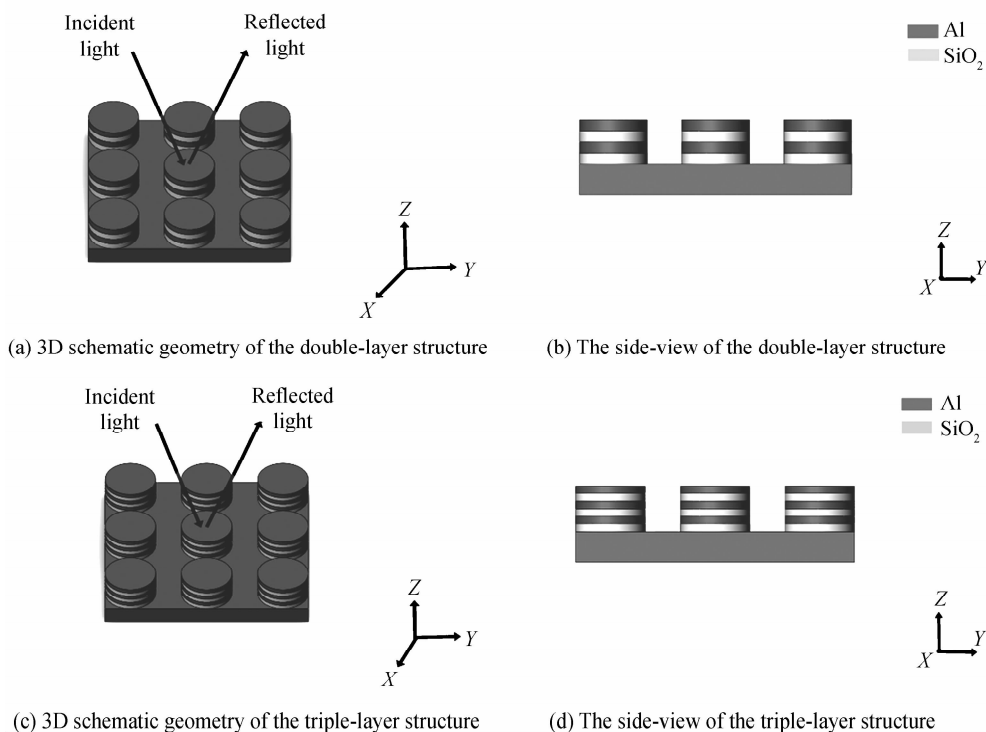 Incident
light
Reflected
light
Al
SiO₂
Z
Y
X
Z
Y
X
(a) 3D schematic geometry of the double-layer structure
(b) The side-view of the double-layer structure
Incident
light
Reflected
light
Al
SiO₂
Z
Y
X
Z
X
Y
(c) 3D schematic geometry of the triple-layer structure
(d) The side-view of the triple-layer structure